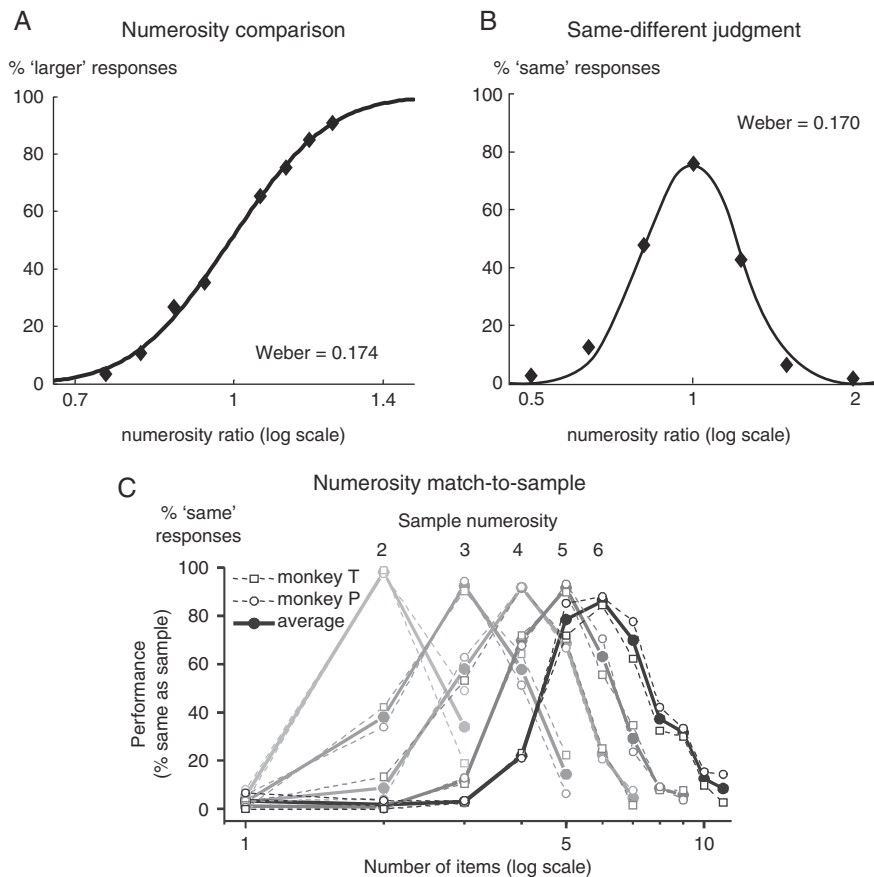 A
Numerosity comparison
% ‘larger’ responses
100
80
60
40
20
0
Weber = 0.174
0.7
1
1.4
numerosity ratio (log scale)
B
Same-different judgment
% ‘same’ responses
100
80
60
40
20
0
Weber = 0.170
0.5
1
2
numerosity ratio (log scale)
C
Numerosity match-to-sample
% ‘same’
responses
Sample numerosity
2 3 4 5 6
Performance
(% same as sample)
100
80
60
40
20
0
monkey T
monkey P
average
1 5 10
Number of items (log scale)